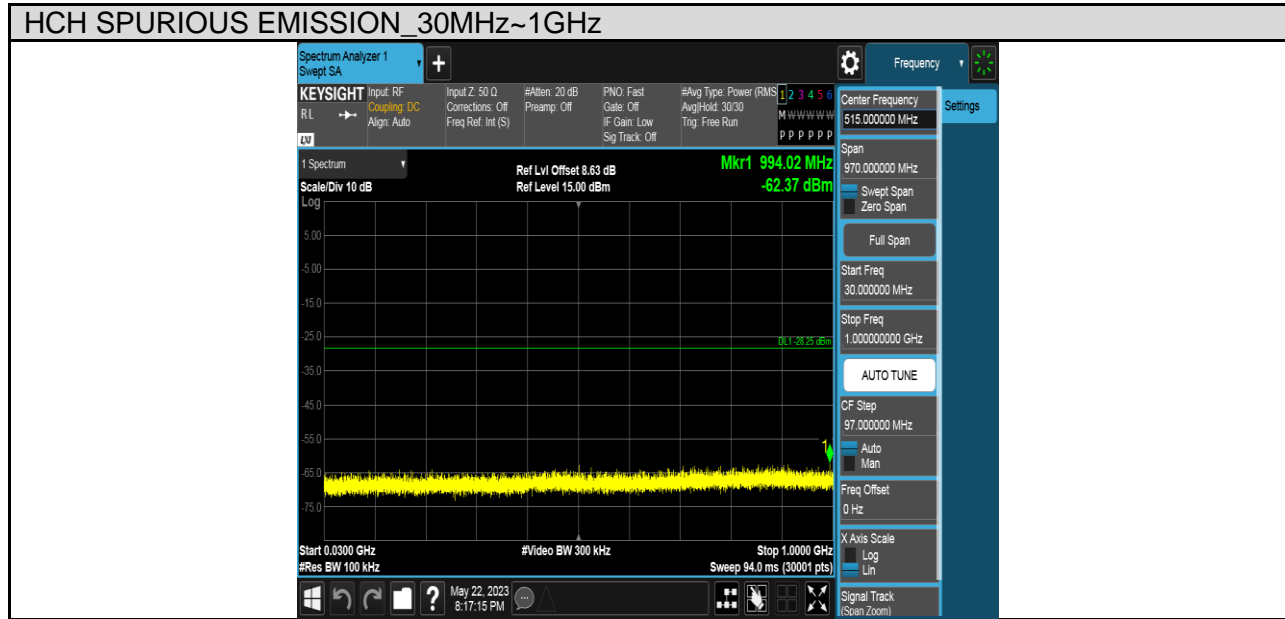 HCH SPURIOUS EMISSION_30MHz~1GHz
Spectrum Analyzer 1
Swept SA
+
Frequency
KEYSIGHT
RL
LXI
Input: RF
Coupling: DC
Align: Auto
Input Z: 50 Ω
Corrections: Off
Freq Ref: Int (S)
#Atten: 20 dB
Preamp: Off
PNO: Fast
Gate: Off
IF Gain: Low
Sig Track: Off
#Avg Type: Power (RMS
Avg|Hold: 30/30
Trig: Free Run
1 2 3 4 5 6
M W W W W W
P P P P P P
1 Spectrum
Scale/Div 10 dB
Log
Ref Lvl Offset 8.63 dB
Ref Level 15.00 dBm
Mkr1 994.02 MHz
-62.37 dBm
5.00
-5.00
-15.0
-25.0
DL1 -28.25 dBm
-35.0
-45.0
-55.0
1
-65.0
-75.0
Start 0.0300 GHz
#Res BW 100 kHz
#Video BW 300 kHz
Stop 1.0000 GHz
Sweep 94.0 ms (30001 pts)
?
May 22, 2023
8:17:15 PM
Center Frequency
515.000000 MHz
Settings
Span
970.000000 MHz
Swept Span
Zero Span
Full Span
Start Freq
30.000000 MHz
Stop Freq
1.000000000 GHz
AUTO TUNE
CF Step
97.000000 MHz
Auto
Man
Freq Offset
0 Hz
X Axis Scale
Log
Lin
Signal Track
(Span Zoom)